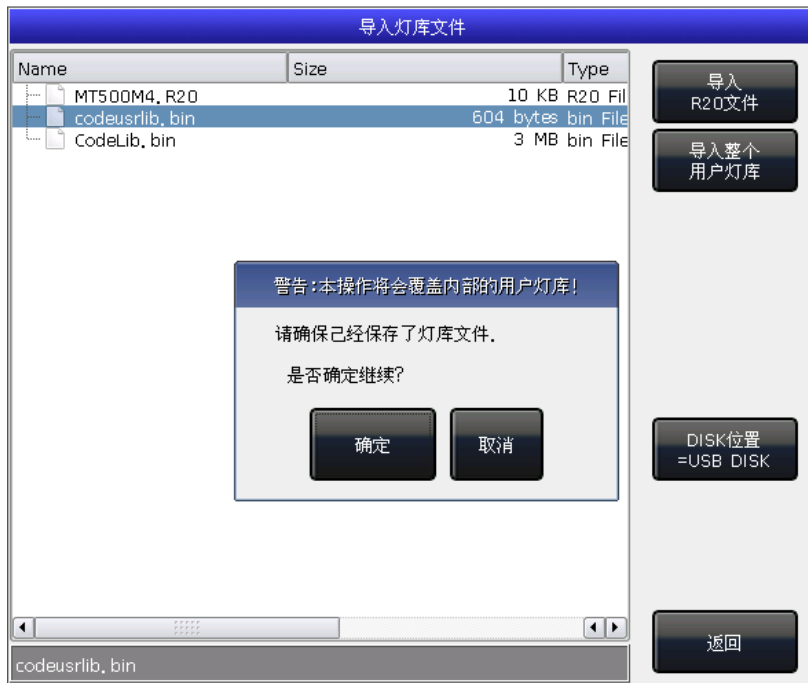 导入灯库文件
Name Size Type
MT500M4.R20 10 KB R20 Fil
codeusrlib.bin 604 bytes bin File
CodeLib.bin 3 MB bin File
导入
R20文件
导入整个
用户灯库
警告:本操作将会覆盖内部的用户灯库!
请确保己经保存了灯库文件.
是否确定继续?
确定 取消
DISK位置
=USB DISK
返回
codeusrlib.bin